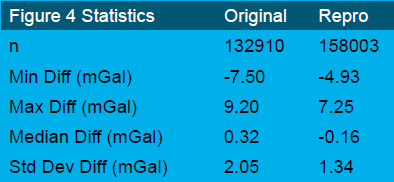 Figure 4 Statistics Original Repro
n 132910 158003
Min Diff (mGal) -7.50 -4.93
Max Diff (mGal) 9.20 7.25
Median Diff (mGal) 0.32 -0.16
Std Dev Diff (mGal) 2.05 1.34